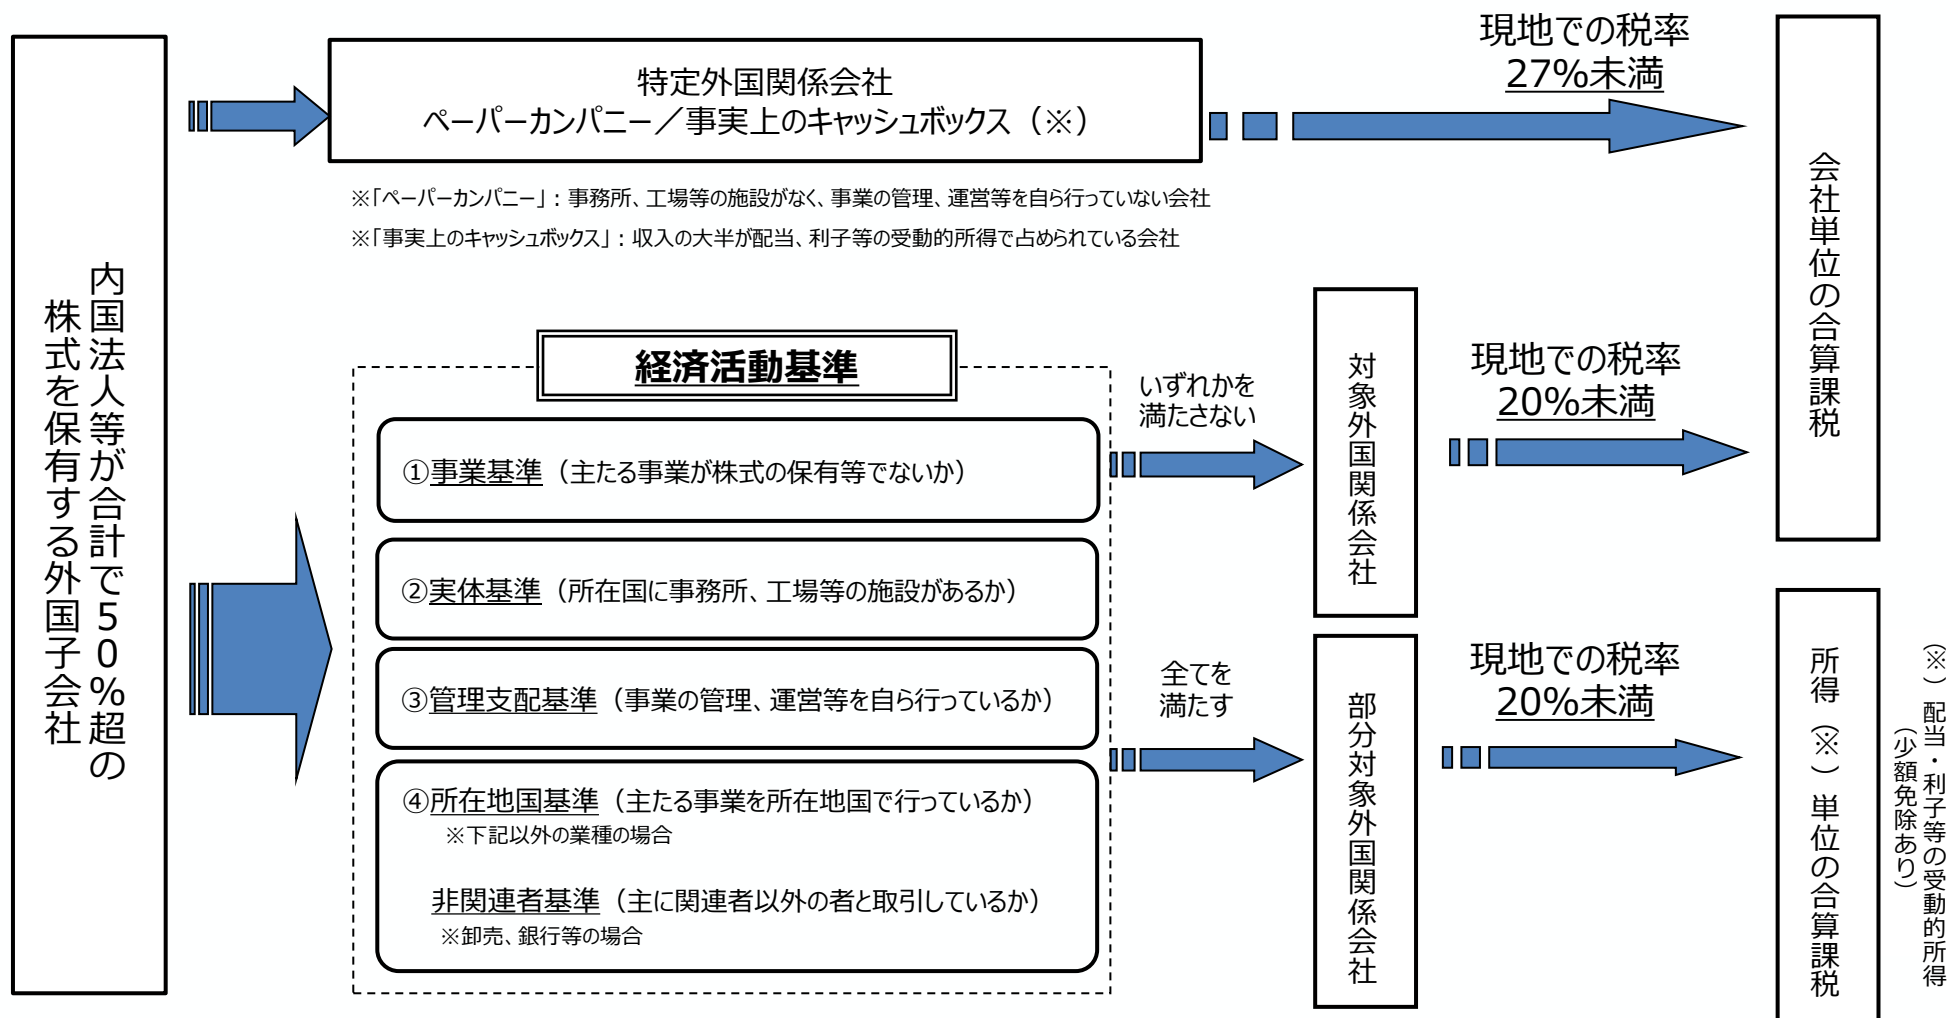 内国法人等が合計で50%超の
株式を保有する外国子会社
特定外国関係会社
ペーパーカンパニー／事実上のキャッシュボックス（※）
現地での税率
27%未満
※「ペーパーカンパニー」：事務所、工場等の施設がなく、事業の管理、運営等を自ら行っていない会社
※「事実上のキャッシュボックス」：収入の大半が配当、利子等の受動的所得で占められている会社
会社単位の合算課税
経済活動基準
①事業基準（主たる事業が株式の保有等でないか）
②実体基準（所在国に事務所、工場等の施設があるか）
③管理支配基準（事業の管理、運営等を自ら行っているか）
④所在地国基準（主たる事業を所在地国で行っているか）
※下記以外の業種の場合
非関連者基準（主に関連者以外の者と取引しているか）
※卸売、銀行等の場合
いずれかを
満たさない
対象外国関係会社
現地での税率
20%未満
全てを
満たす
部分対象外国関係会社
現地での税率
20%未満
所得（※）単位の合算課税
（※）配当・利子等の受動的所得
（少額免除あり）